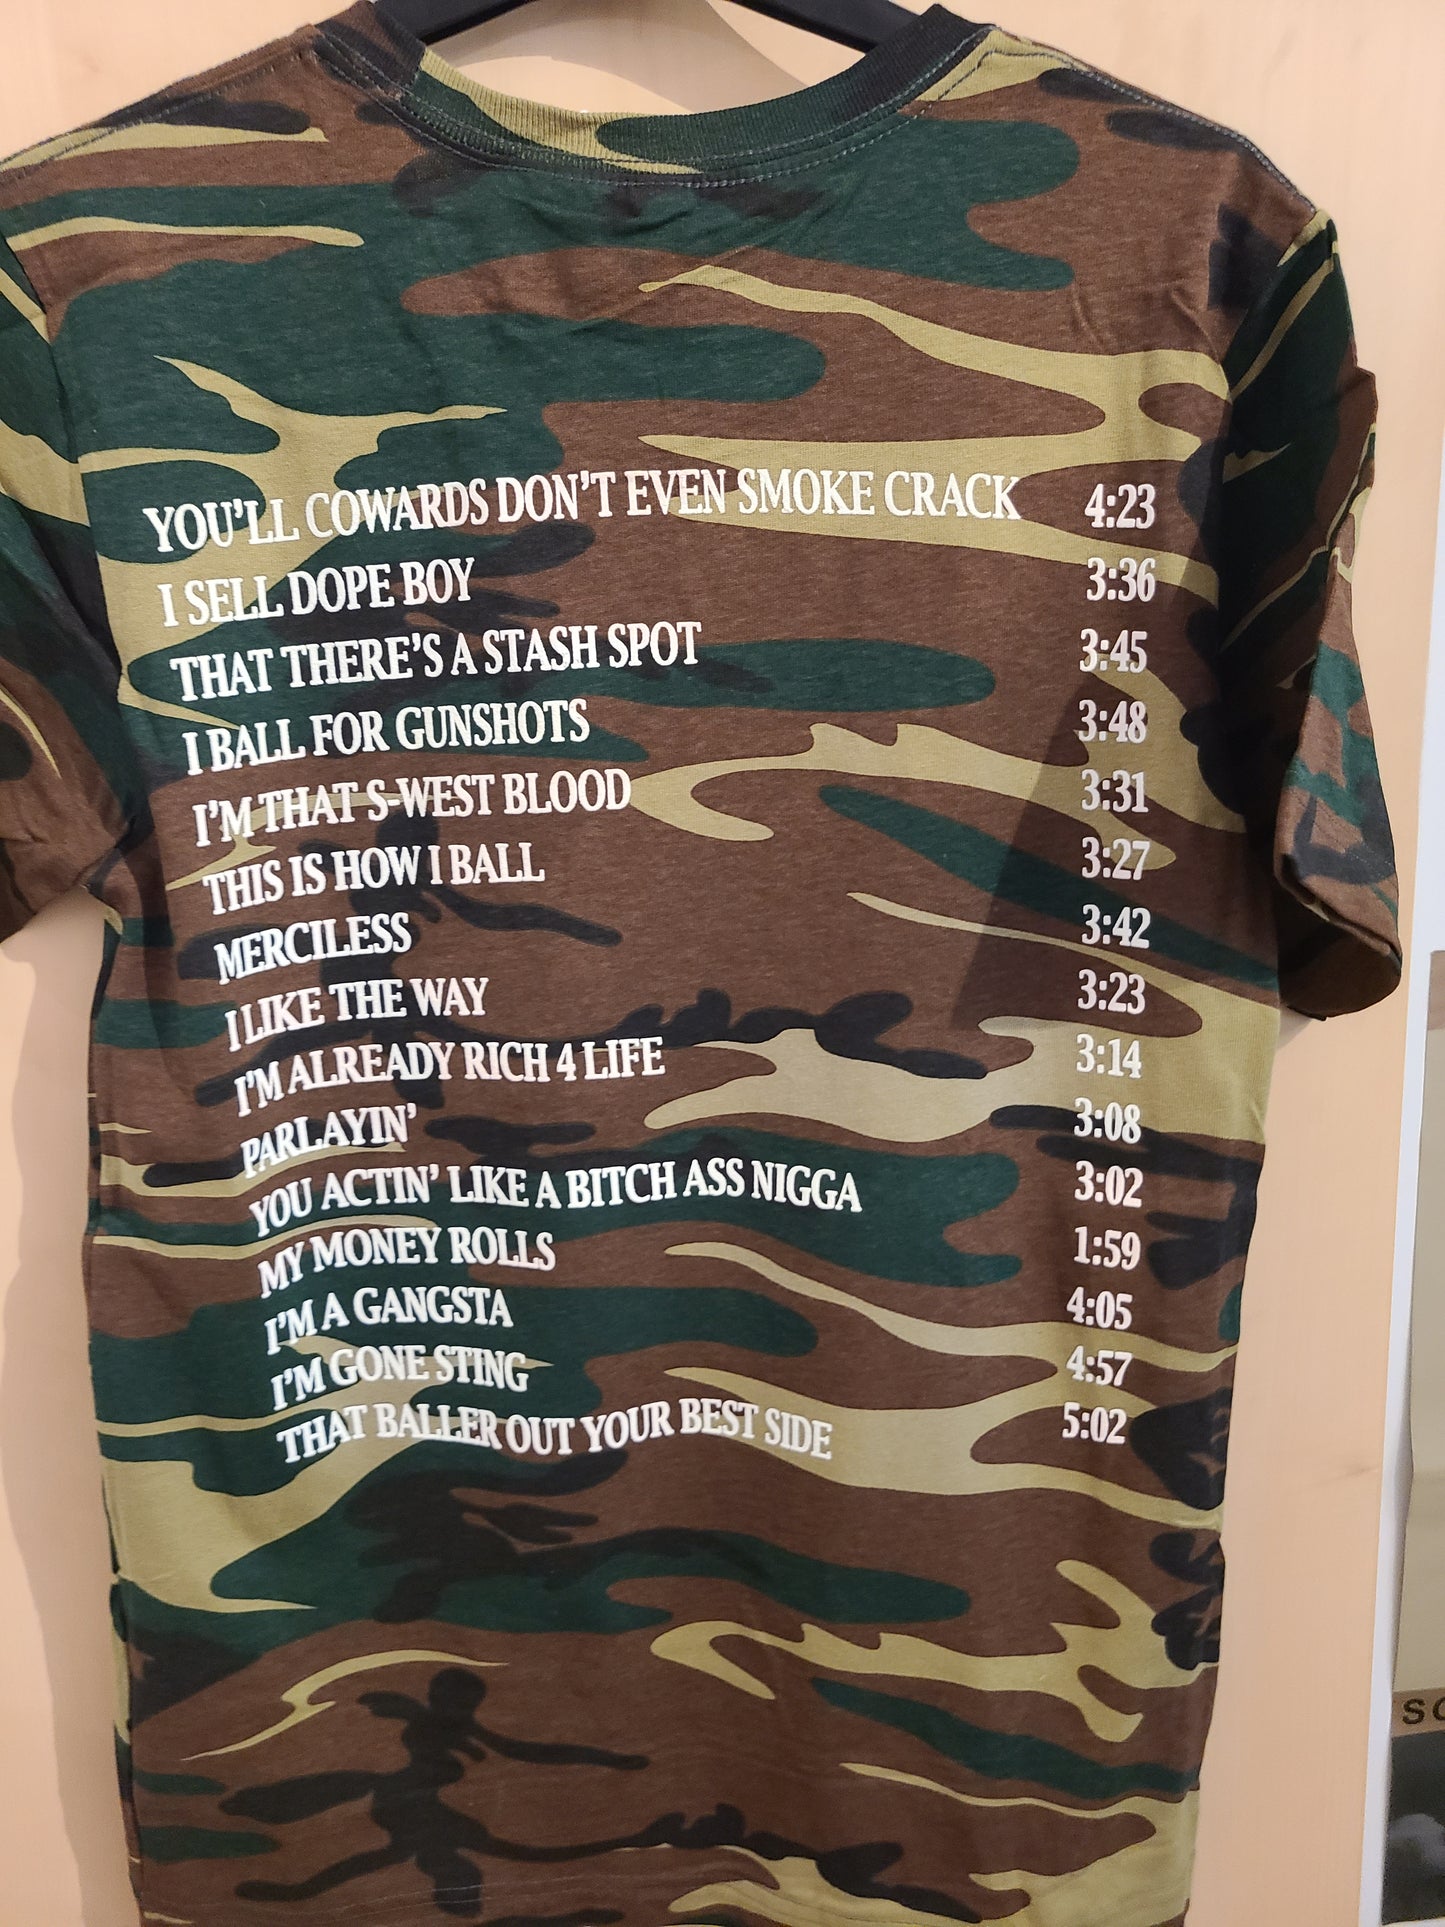 YOU'LL COWARDS DON'T EVEN SMOKE CRACK 4:23
I SELL DOPE BOY 3:36
THAT THERE'S A STASH SPOT 3:45
I BALL FOR GUNSHOTS 3:48
I'M THAT S-WEST BLOOD 3:31
THIS IS HOW I BALL 3:27
MERCILESS 3:42
I LIKE THE WAY 3:23
I'M ALREADY RICH 4 LIFE 3:14
PARLAYIN' 3:08
YOU ACTIN' LIKE A BITCH ASS NIGGA 3:02
MY MONEY ROLLS 1:59
I'M A GANGSTA 4:05
I'M GONE STING 4:57
THAT BALLER OUT YOUR BEST SIDE 5:02